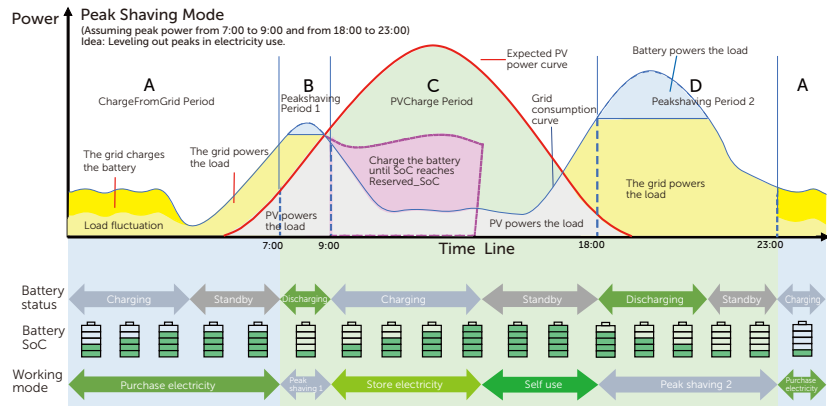 Power
Peak Shaving Mode
(Assuming peak power from 7:00 to 9:00 and from 18:00 to 23:00)
Idea: Leveling out peaks in electricity use.
Expected PV
power curve
Battery powers the load
A
ChargeFromGrid Period
B
Peakshaving
Period 1
C
PVCharge Period
Grid
consumption
curve
D
Peakshaving Period 2
A
The grid charges
the battery
The grid powers
the load
Charge the battery
until SoC reaches
Reserved_SoC
The grid powers
the load
Load fluctuation
PV powers
the load
PV powers the load
7:00
9:00
Time Line
18:00
23:00
Battery
status
Charging
Standby
Discharging
Charging
Standby
Discharging
Standby
Charging
Battery
SoC
Working
mode
Purchase electricity
Peak
shaving 1
Store electricity
Self use
Peak shaving 2
Purchase
electricity